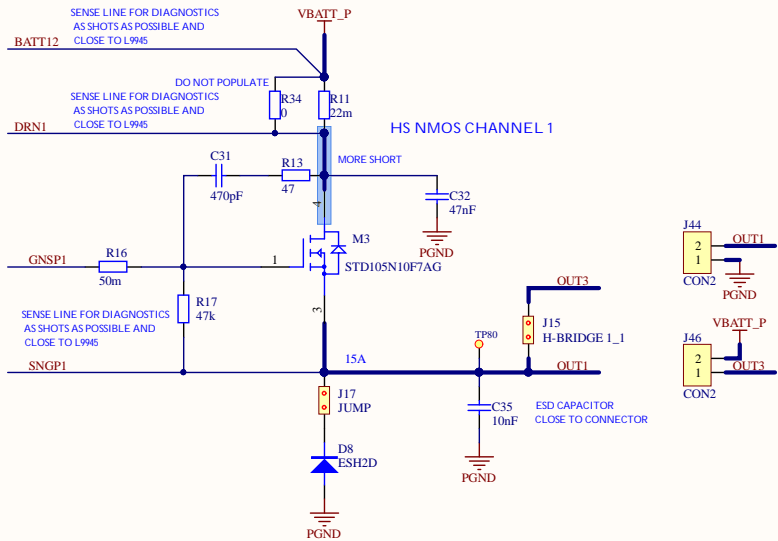 SENSE LINE FOR DIAGNOSTICS
AS SHOTS AS POSSIBLE AND
CLOSE TO L9945
VBATT_P
BATT12
DO NOT POPULATE
SENSE LINE FOR DIAGNOSTICS
AS SHOTS AS POSSIBLE AND
CLOSE TO L9945
R34
0
R11
22m
DRN1
HS NMOS CHANNEL 1
MORE SHORT
C31
470pF
R13
47
C32
47nF
PGND
4
M3
STD105N10F7AG
1
3
GNSP1
R16
50m
R17
47k
SENSE LINE FOR DIAGNOSTICS
AS SHOTS AS POSSIBLE AND
CLOSE TO L9945
SNGP1
15A
OUT3
TP80
J15
H-BRIDGE 1_1
OUT1
J17
JUMP
C35
10nF
ESD CAPACITOR
CLOSE TO CONNECTOR
PGND
D8
ESH2D
PGND
J44
2
1
CON2
OUT1
PGND
VBATT_P
J46
2
1
CON2
OUT3